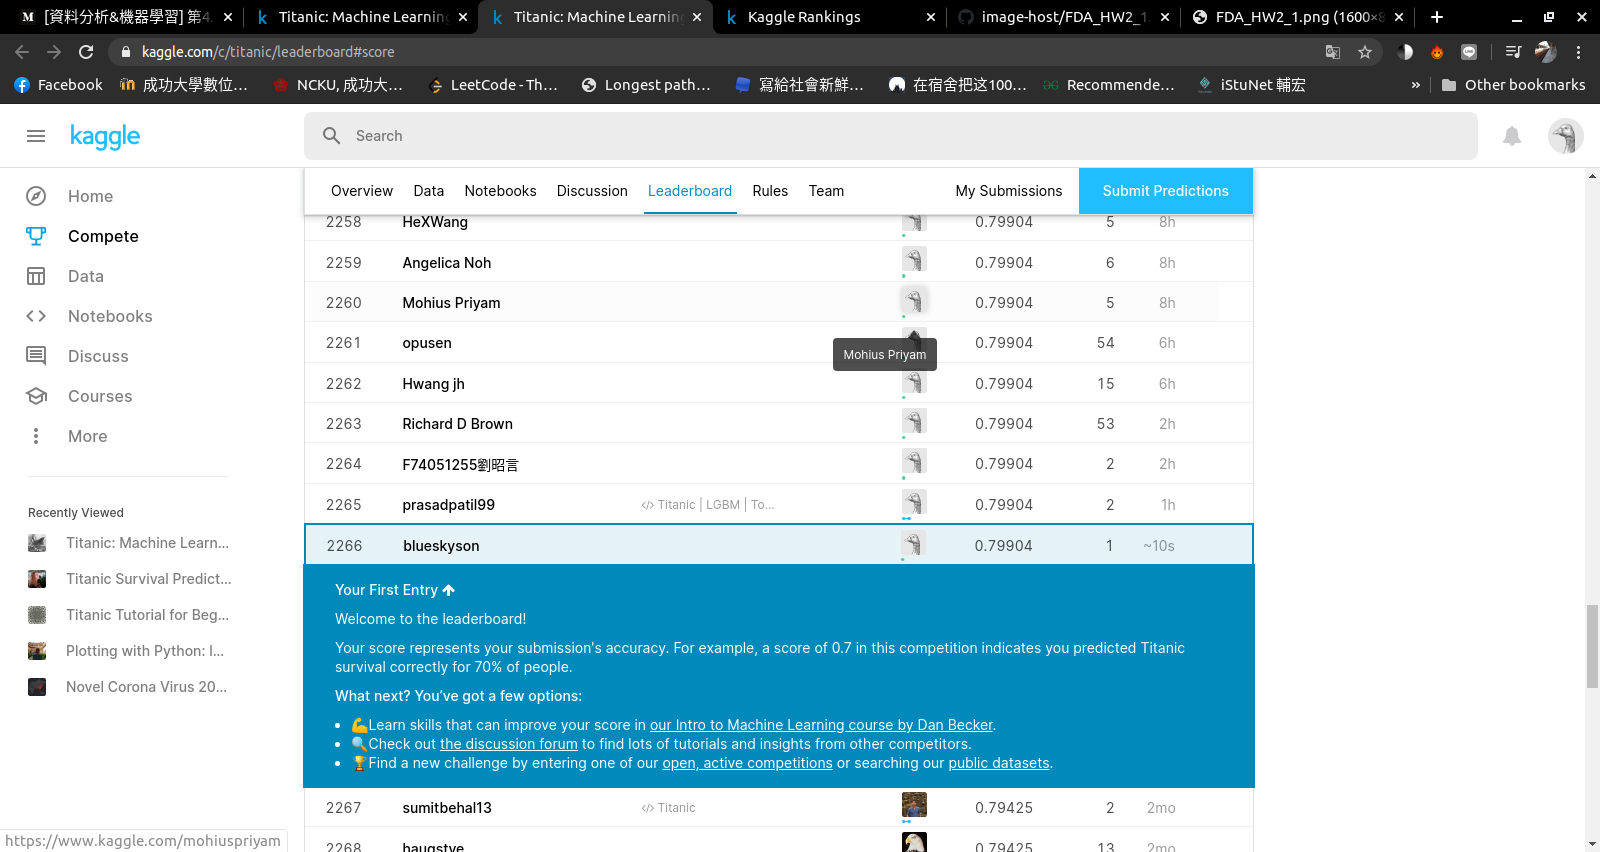 [資料分析&機器學習] 第4.
Titanic: Machine Learning
Titanic: Machine Learning
Kaggle Rankings
image-host/FDA_HW2_1.
FDA_HW2_1.png (1600×8
kaggle.com/c/titanic/leaderboard#score
Facebook
成功大學數位...
NCKU, 成功大...
LeetCode - Th...
Longest path...
寫給社會新鮮...
在宿舍把这100...
Recommende...
iStuNet 輔宏
»
Other bookmarks
kaggle
Search
Home
Compete
Data
Notebooks
Discuss
Courses
More
Recently Viewed
Titanic: Machine Learn...
Titanic Survival Predict...
Titanic Tutorial for Beg...
Plotting with Python: I...
Novel Corona Virus 20...
Overview Data Notebooks Discussion Leaderboard Rules Team My Submissions Submit Predictions
2258 HeXWang 0.79904 5 8h
2259 Angelica Noh 0.79904 6 8h
2260 Mohius Priyam 0.79904 5 8h
2261 opusen 0.79904 54 6h
Mohius Priyam
2262 Hwang jh 0.79904 15 6h
2263 Richard D Brown 0.79904 53 2h
2264 F74051255劉昭言 0.79904 2 2h
2265 prasadpatil99 <> Titanic | LGBM | To... 0.79904 2 1h
2266 blueskyson 0.79904 1 ~10s
Your First Entry ↑
Welcome to the leaderboard!
Your score represents your submission's accuracy. For example, a score of 0.7 in this competition indicates you predicted Titanic
survival correctly for 70% of people.
What next? You've got a few options:
• 💪Learn skills that can improve your score in our Intro to Machine Learning course by Dan Becker.
• 🔍Check out the discussion forum to find lots of tutorials and insights from other competitors.
• 🏆Find a new challenge by entering one of our open, active competitions or searching our public datasets.
2267 sumitbehal13 <> Titanic 0.79425 2 2mo
2268 haugstve 0.79425 13 2mo
https://www.kaggle.com/mohiuspriyam